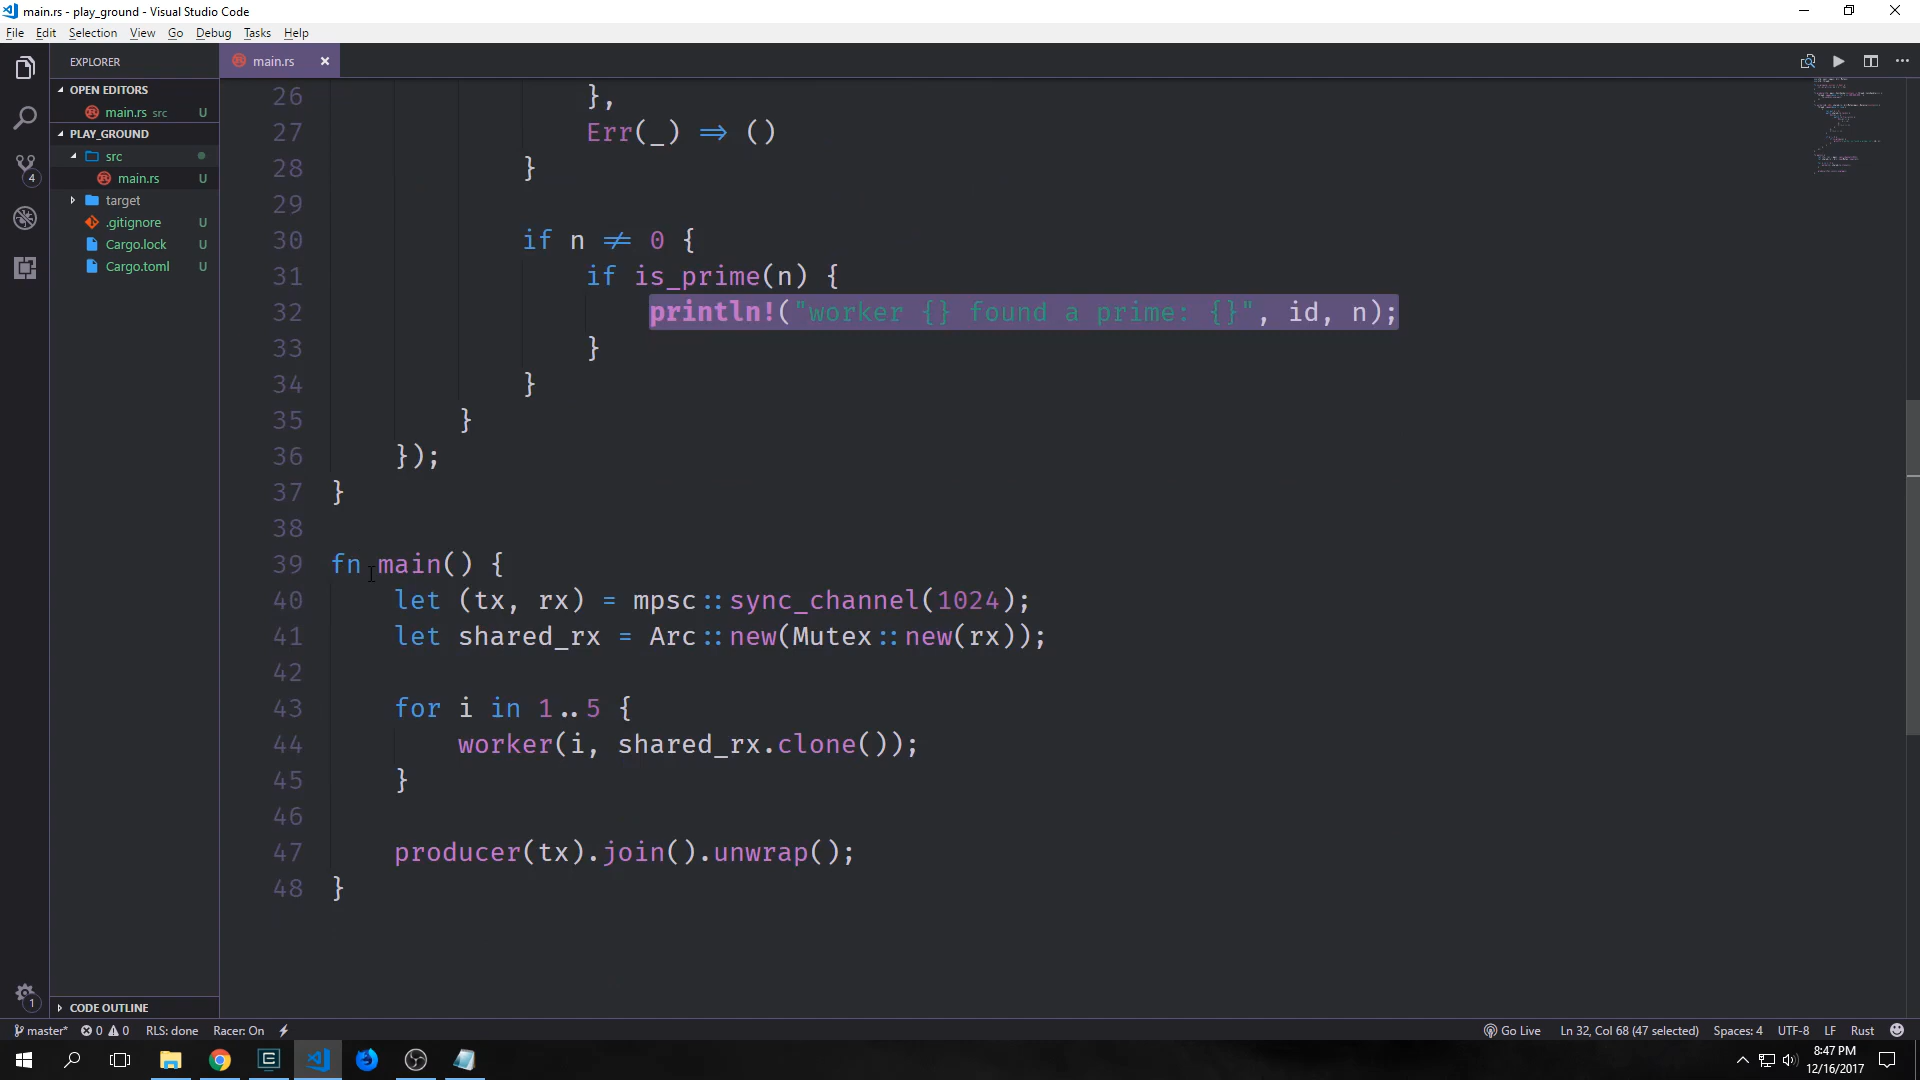 main.rs - play_ground - Visual Studio Code
File Edit Selection View Go Debug Tasks Help
EXPLORER
main.rs
OPEN EDITORS
main.rs src U
PLAY_GROUND
src
main.rs U
target
.gitignore U
Cargo.lock U
Cargo.toml U
4
26 },
27 Err(_) => ()
28 }
29
30 if n != 0 {
31 if is_prime(n) {
32 println!("worker {} found a prime: {}", id, n);
33 }
34 }
35 }
36 });
37 }
38
39 fn main() {
40 let (tx, rx) = mpsc::sync_channel(1024);
41 let shared_rx = Arc::new(Mutex::new(rx));
42
43 for i in 1..5 {
44 worker(i, shared_rx.clone());
45 }
46
47 producer(tx).join().unwrap();
48 }
1
CODE OUTLINE
master* 0 0 RLS: done Racer: On Go Live Ln 32, Col 68 (47 selected) Spaces: 4 UTF-8 LF Rust
8:47 PM
12/16/2017